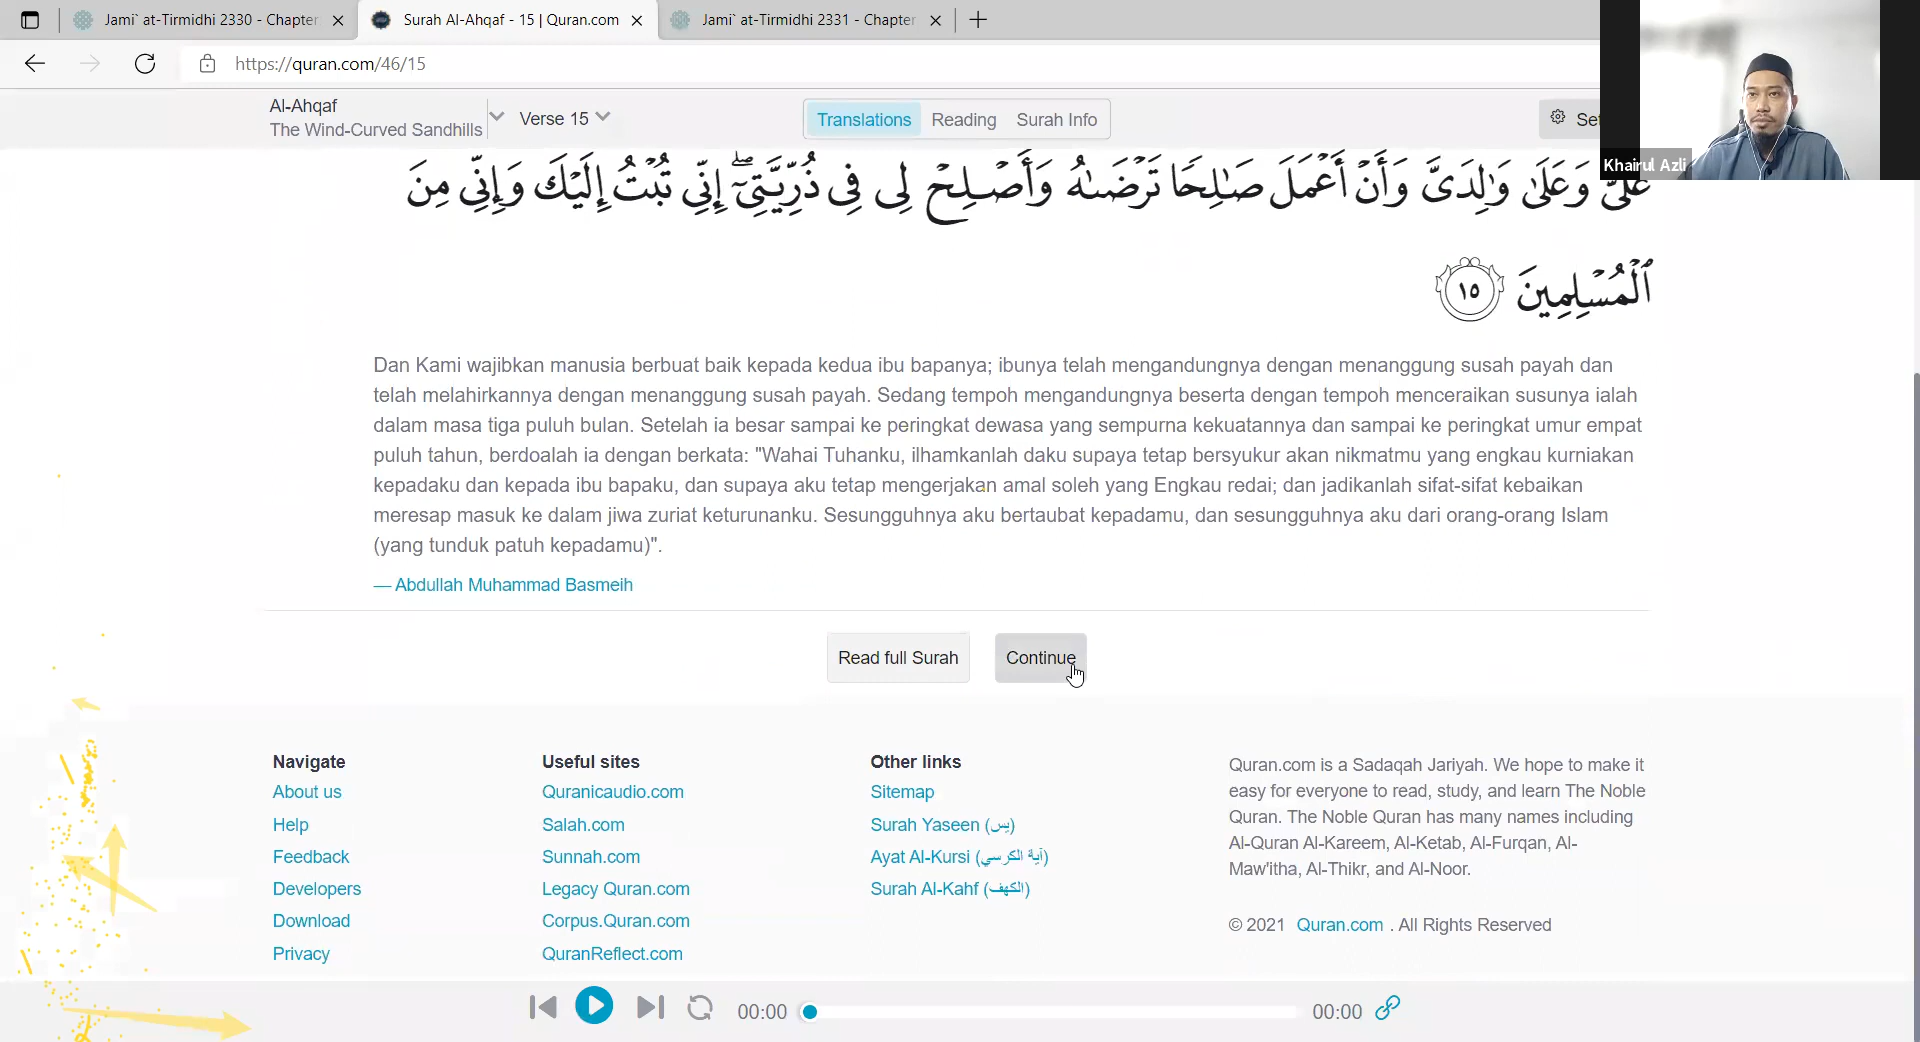 Jami` at-Tirmidhi 2330 - Chapter
Surah Al-Ahqaf - 15 | Quran.com
Jami` at-Tirmidhi 2331 - Chapter
https://quran.com/46/15
Al-Ahqaf
The Wind-Curved Sandhills
Verse 15
Translations
Reading
Surah Info
Set
Khairul Azli
عَلَىَّ وَعَلَىٰ وَٰلِدَىَّ وَأَنْ أَعْمَلَ صَـٰلِحًا تَرْضَىٰهُ وَأَصْلِحْ لِى فِى ذُرِّيَّتِىٓ ۖ إِنِّى تُبْتُ إِلَيْكَ وَإِنِّى مِنَ
ٱلْمُسْلِمِينَ ١٥
Dan Kami wajibkan manusia berbuat baik kepada kedua ibu bapanya; ibunya telah mengandungnya dengan menanggung susah payah dan
telah melahirkannya dengan menanggung susah payah. Sedang tempoh mengandungnya beserta dengan tempoh menceraikan susunya ialah
dalam masa tiga puluh bulan. Setelah ia besar sampai ke peringkat dewasa yang sempurna kekuatannya dan sampai ke peringkat umur empat
puluh tahun, berdoalah ia dengan berkata: "Wahai Tuhanku, ilhamkanlah daku supaya tetap bersyukur akan nikmatmu yang engkau kurniakan
kepadaku dan kepada ibu bapaku, dan supaya aku tetap mengerjakan amal soleh yang Engkau redai; dan jadikanlah sifat-sifat kebaikan
meresap masuk ke dalam jiwa zuriat keturunanku. Sesungguhnya aku bertaubat kepadamu, dan sesungguhnya aku dari orang-orang Islam
(yang tunduk patuh kepadamu)".
— Abdullah Muhammad Basmeih
Read full Surah
Continue
Navigate
About us
Help
Feedback
Developers
Download
Privacy
Useful sites
Quranicaudio.com
Salah.com
Sunnah.com
Legacy Quran.com
Corpus.Quran.com
QuranReflect.com
Other links
Sitemap
Surah Yaseen (يس)
Ayat Al-Kursi (آية الكرسي)
Surah Al-Kahf (الكهف)
Quran.com is a Sadaqah Jariyah. We hope to make it
easy for everyone to read, study, and learn The Noble
Quran. The Noble Quran has many names including
Al-Quran Al-Kareem, Al-Ketab, Al-Furqan, Al-
Maw'itha, Al-Thikr, and Al-Noor.
© 2021 Quran.com . All Rights Reserved
00:00
00:00